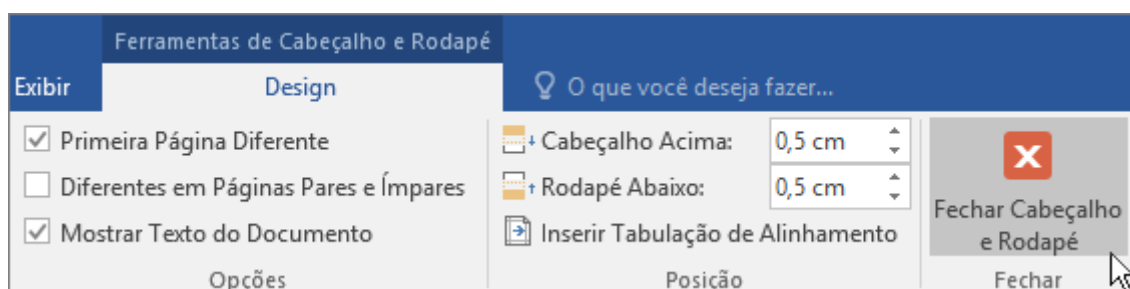 Ferramentas de Cabeçalho e Rodapé
Exibir
Design
O que você deseja fazer...
Primeira Página Diferente
Diferentes em Páginas Pares e Ímpares
Mostrar Texto do Documento
Opções
Cabeçalho Acima: 0,5 cm
Rodapé Abaixo: 0,5 cm
Inserir Tabulação de Alinhamento
Posição
Fechar Cabeçalho
e Rodapé
Fechar